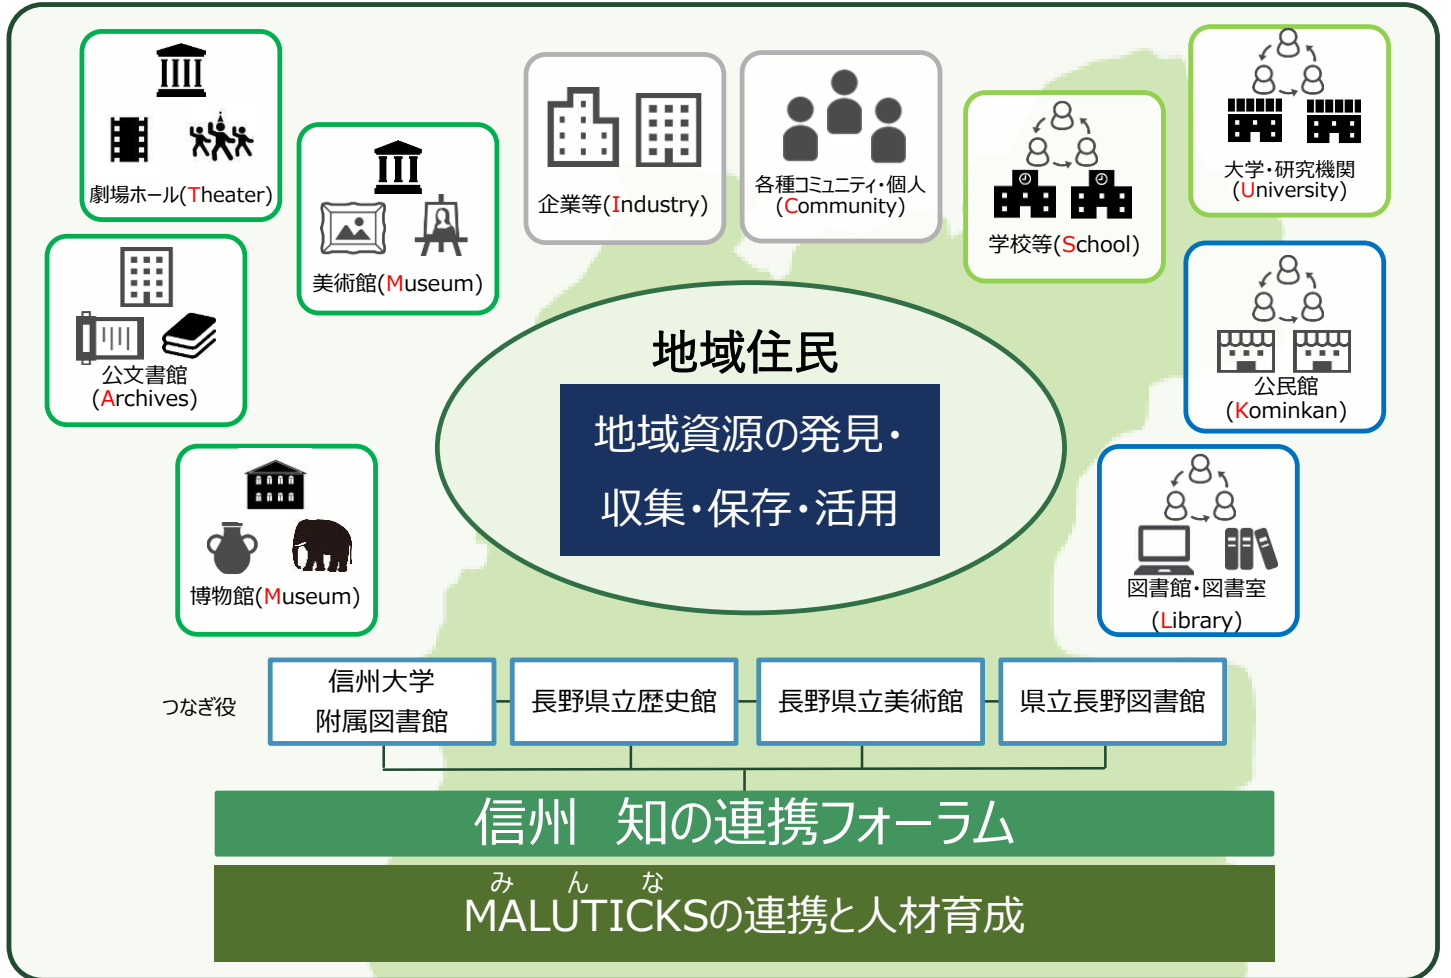 劇場ホール(Theater)
美術館(Museum)
公文書館
(Archives)
博物館(Museum)
企業等(Industry)
各種コミュニティ・個人
(Community)
学校等(School)
大学・研究機関
(University)
公民館
(Kominkan)
図書館・図書室
(Library)
地域住民
地域資源の発見・
収集・保存・活用
つなぎ役
信州大学
附属図書館
長野県立歴史館
長野県立美術館
県立長野図書館
信州　知の連携フォーラム
みんな
MALUTICKSの連携と人材育成